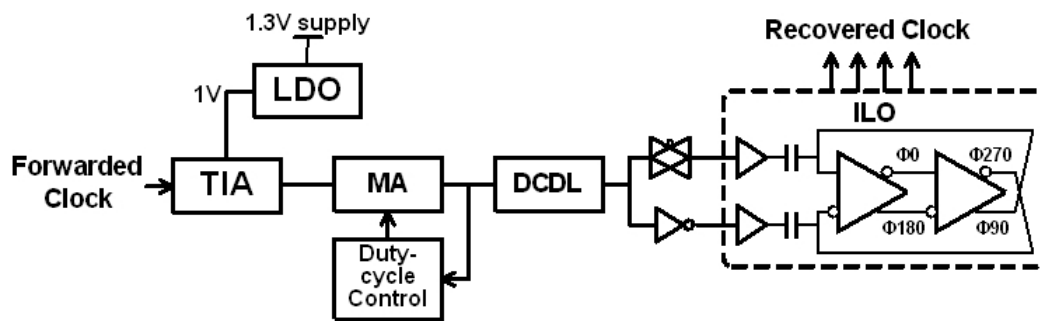 1.3V supply
LDO
1V
Forwarded
Clock
TIA
MA
Duty-
cycle
Control
DCDL
Recovered Clock
ILO
Φ0
Φ270
Φ180
Φ90